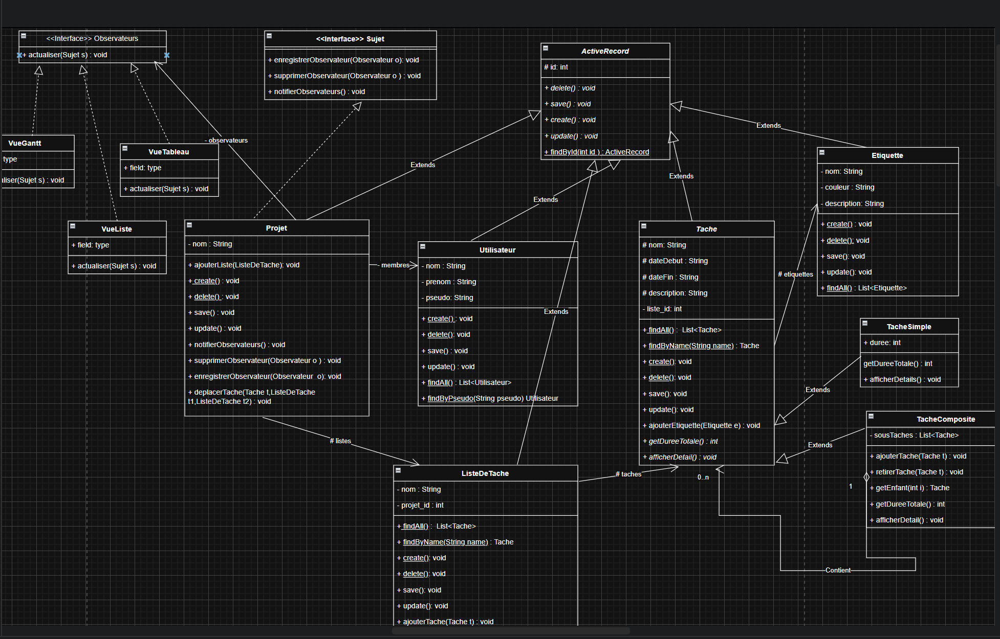 <<Interface>> Observateurs
+ actualiser(Sujet s) : void
<<Interface>> Sujet
+ enregistrerObservateur(Observateur o): void
+ supprimerObservateur(Observateur o ) : void
+ notifierObservateurs() : void
ActiveRecord
# id: int
+ delete() : void
+ save() : void
+ create() : void
+ update() : void
+ findById(int id ) : ActiveRecord
- observateurs
Extends
Extends
Extends
Extends
Extends
VueGantt
type
aliser(Sujet s) : void
VueTableau
+ field: type
+ actualiser(Sujet s) : void
VueListe
+ field: type
+ actualiser(Sujet s) : void
Projet
- nom : String
+ ajouterListe(ListeDeTache): void
+ create() : void
+ delete() : void
+ save() : void
+ update() : void
+ notifierObservateurs() : void
+ supprimerObservateur(Observateur o ) : void
+ enregistrerObservateur(Observateur  o): void
+ deplacerTache(Tache t,ListeDeTache
t1,ListeDeTache t2) : void
- membres
# listes
Utilisateur
- nom : String
- prenom : String
- pseudo: String
+ create() : void
+ delete(): void
+ save() : void
+ update() : void
+ findAll() : List<Utilisateur>
+ findByPseudo(String pseudo) Utilisateur
Tache
# nom: String
# dateDebut : String
# dateFin : String
# description: String
- liste_id: int
+ findAll() :  List<Tache>
+ findByName(String name) : Tache
+ create(): void
+ delete(): void
+ save(): void
+ update(): void
+ ajouterEtiquette(Etiquette e) : void
+ getDureeTotale() : int
+ afficherDetail() : void
# etiquettes
Etiquette
- nom: String
- couleur : String
- description: String
+ create() : void
+ delete(): void
+ save(): void
+ update(): void
+ findAll() : List<Etiquette>
TacheSimple
+ duree: int
getDureeTotale() : int
+ afficherDetails() : void
Extends
Extends
TacheComposite
- sousTaches : List<Tache>
+ ajouterTache(Tache t) : void
+ retirerTache(Tache t) : void
+ getEnfant(int i) : Tache
+ getDureeTotale() : int
+ afficherDetail() : void
1
0..n
Contient
# taches
ListeDeTache
- nom : String
- projet_id : int
+ findAll() :  List<Tache>
+ findByName(String name) : Tache
+ create(): void
+ delete(): void
+ save(): void
+ update(): void
+ ajouterTache(Tache t) : void